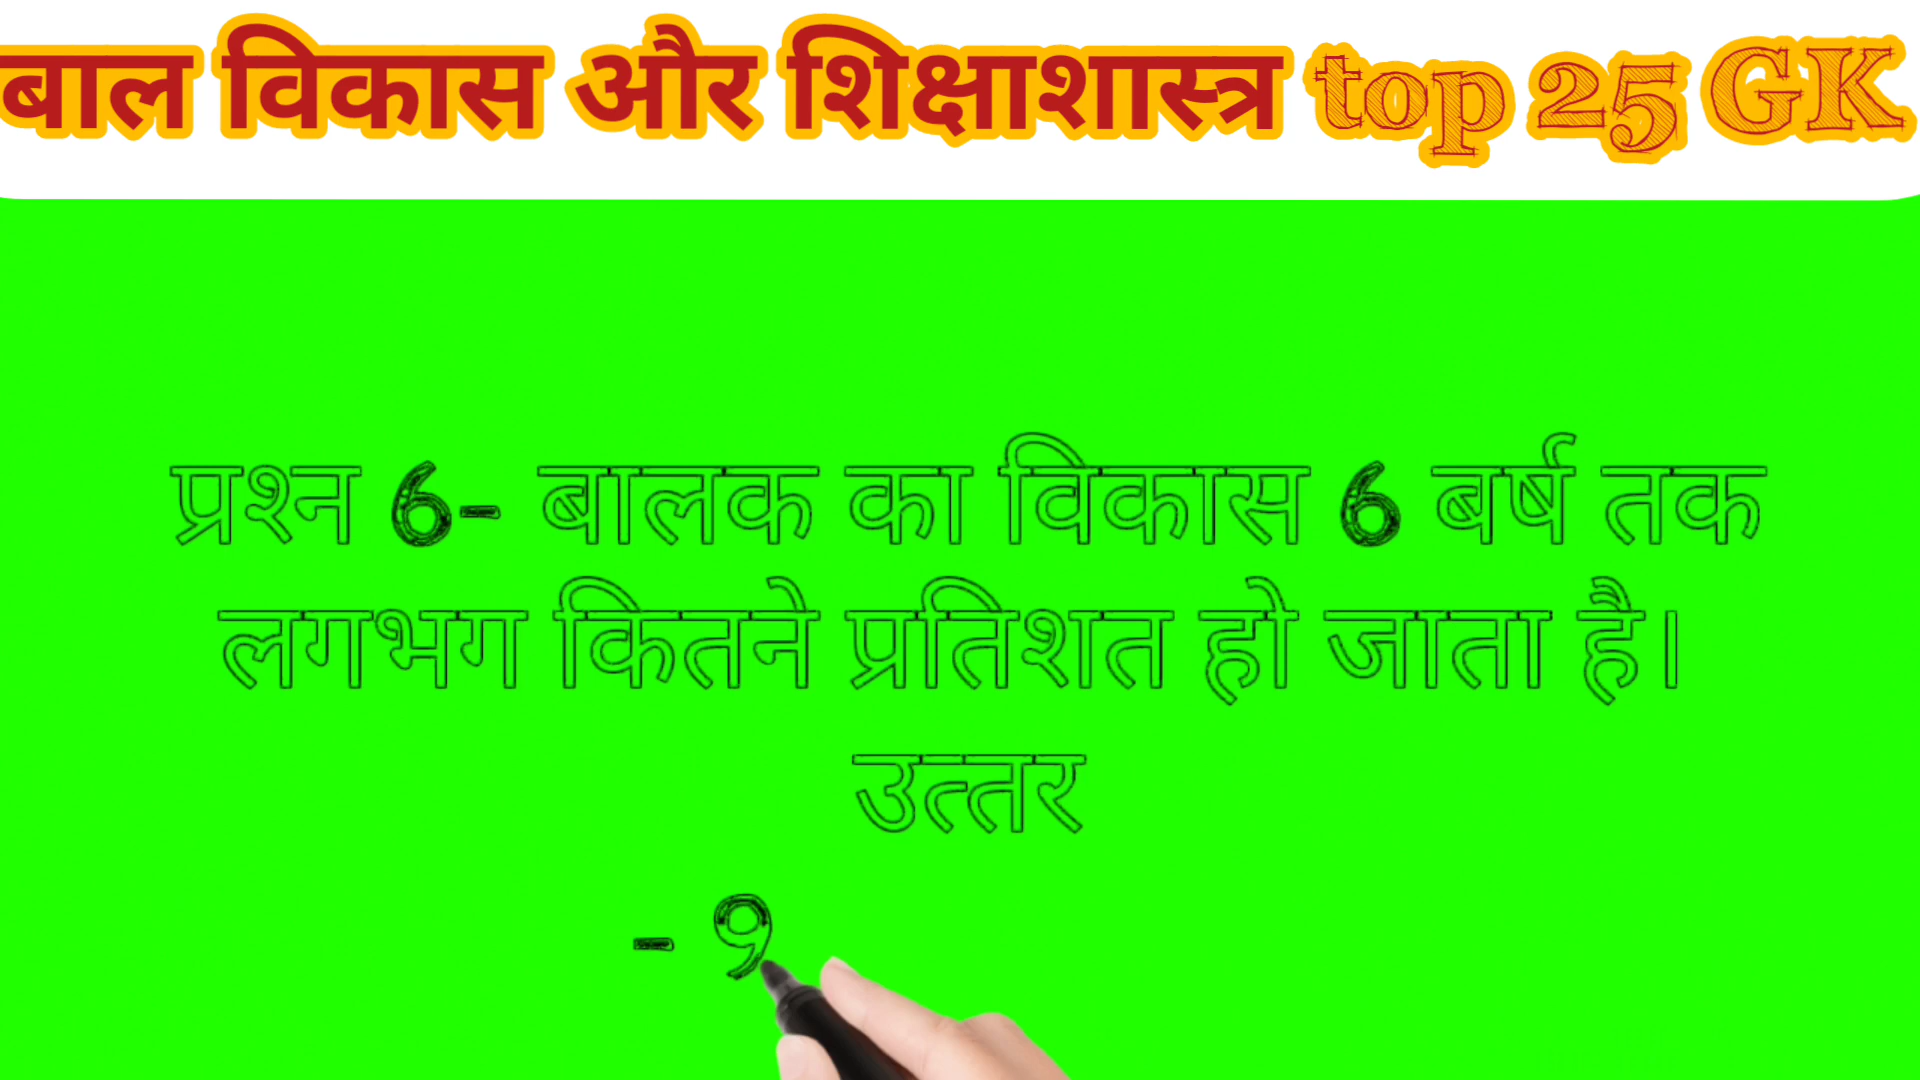 बाल विकास और शिक्षाशास्त्र top 25 GK
प्रश्न 6- बालक का विकास 6 बर्ष तक
लगभग कितने प्रतिशत हो जाता है।
उत्तर
- 9